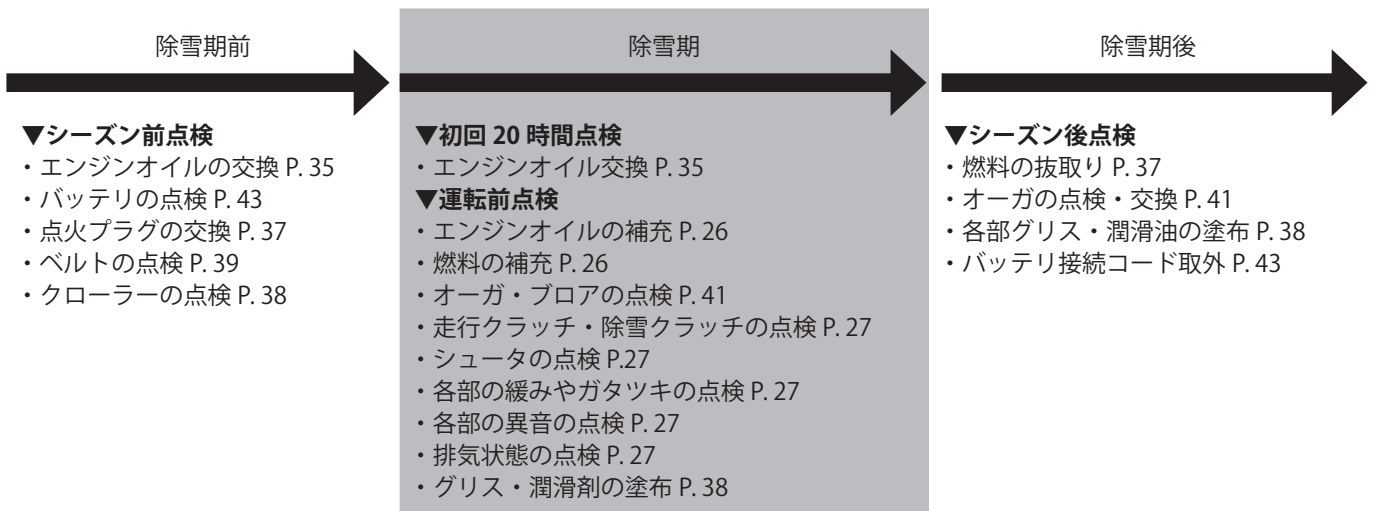 除雪期前
▼シーズン前点検
・エンジンオイルの交換 P. 35
・バッテリの点検 P. 43
・点火プラグの交換 P. 37
・ベルトの点検 P. 39
・クローラーの点検 P. 38
除雪期
▼初回 20 時間点検
・エンジンオイル交換 P. 35
▼運転前点検
・エンジンオイルの補充 P. 26
・燃料の補充 P. 26
・オーガ・ブロアの点検 P. 41
・走行クラッチ・除雪クラッチの点検 P. 27
・シュータの点検 P.27
・各部の緩みやガタツキの点検 P. 27
・各部の異音の点検 P. 27
・排気状態の点検 P. 27
・グリス・潤滑剤の塗布 P. 38
除雪期後
▼シーズン後点検
・燃料の抜取り P. 37
・オーガの点検・交換 P. 41
・各部グリス・潤滑油の塗布 P. 38
・バッテリ接続コード取外 P. 43